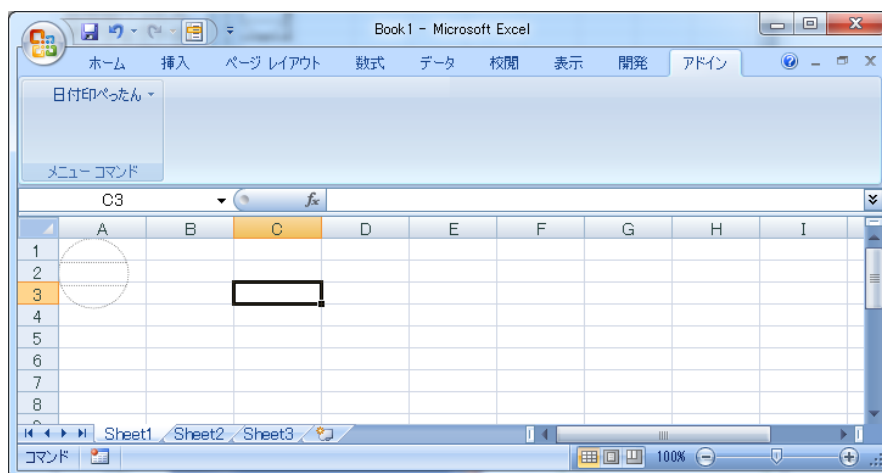 Book1 - Microsoft Excel
ホーム 挿入 ページ レイアウト 数式 データ 校閲 表示 開発 アドイン
日付印ぺったん
メニュー コマンド
C3 fx
A B C D E F G H I
1
2
3
4
5
6
7
8
Sheet1 Sheet2 Sheet3
コマンド 100%